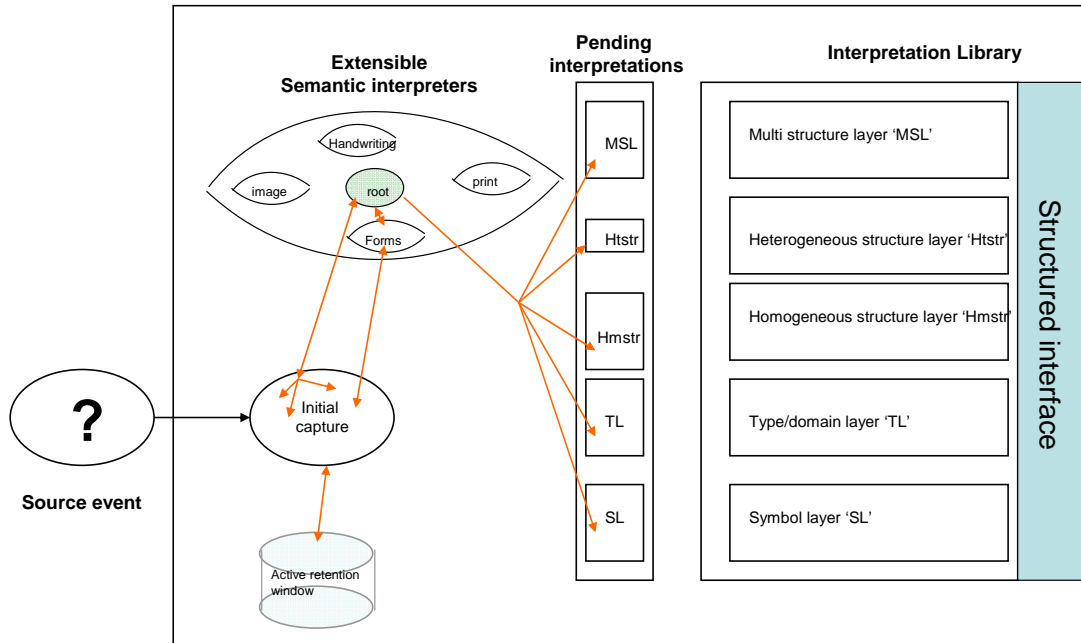 Extensible
Semantic interpreters
Pending
interpretations
Interpretation Library
Handwriting
image
root
print
Forms
MSL
Htstr
Hmstr
TL
SL
Multi structure layer ‘MSL’
Heterogeneous structure layer ‘Htstr’
Homogeneous structure layer ‘Hmstr’
Type/domain layer ‘TL’
Symbol layer ‘SL’
Structured interface
?
Source event
Initial
capture
Active retention
window